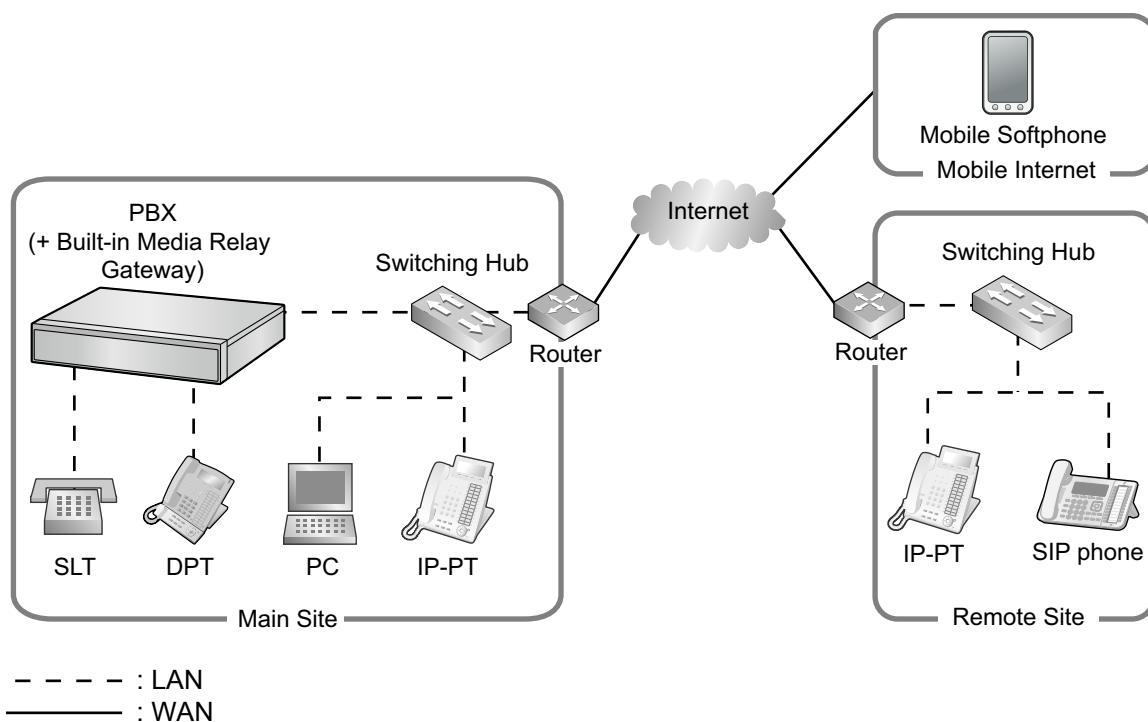 Mobile Softphone
Mobile Internet
PBX
(+ Built-in Media Relay
Gateway)
Switching Hub
Router
Internet
Switching Hub
Router
SLT
DPT
PC
IP-PT
IP-PT
SIP phone
Main Site
Remote Site
: LAN
: WAN